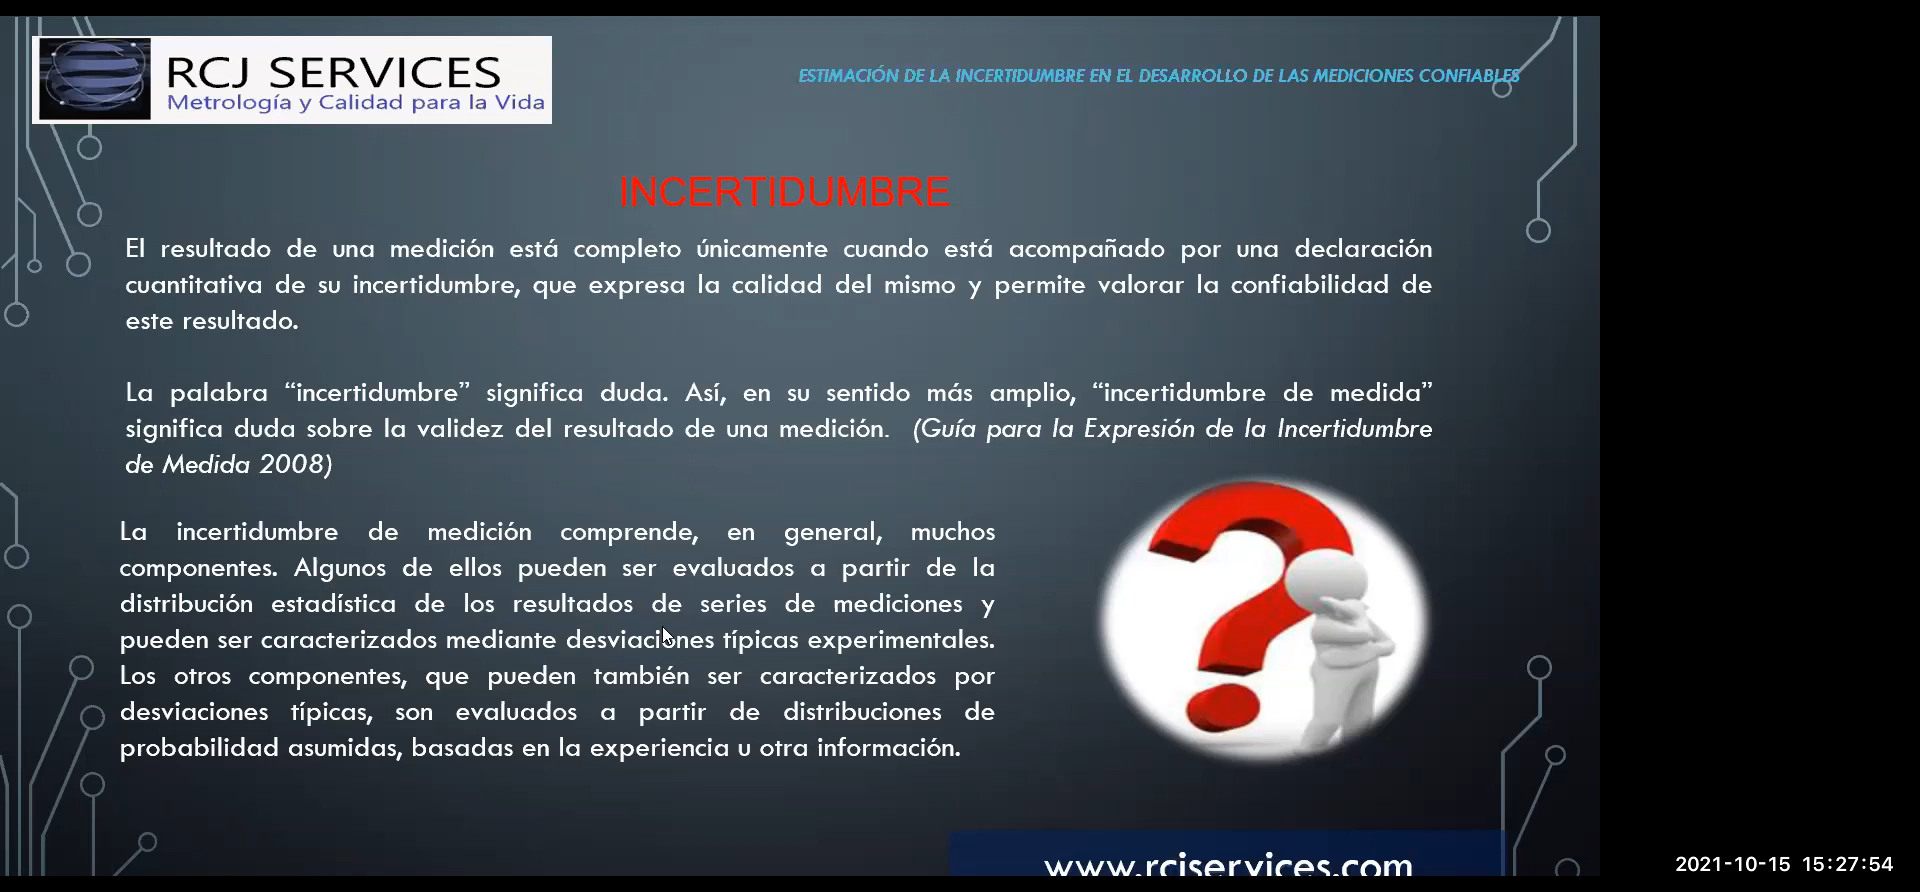 RCJ SERVICES
Metrología y Calidad para la Vida
ESTIMACIÓN DE LA INCERTIDUMBRE EN EL DESARROLLO DE LAS MEDICIONES CONFIABLES
INCERTIDUMBRE
El resultado de una medición está completo únicamente cuando está acompañado por una declaración
cuantitativa de su incertidumbre, que expresa la calidad del mismo y permite valorar la confiabilidad de
este resultado.
La palabra “incertidumbre” significa duda. Así, en su sentido más amplio, “incertidumbre de medida”
significa duda sobre la validez del resultado de una medición. (Guía para la Expresión de la Incertidumbre
de Medida 2008)
La incertidumbre de medición comprende, en general, muchos
componentes. Algunos de ellos pueden ser evaluados a partir de la
distribución estadística de los resultados de series de mediciones y
pueden ser caracterizados mediante desviaciones típicas experimentales.
Los otros componentes, que pueden también ser caracterizados por
desviaciones típicas, son evaluados a partir de distribuciones de
probabilidad asumidas, basadas en la experiencia u otra información.
www.rcjservices.com
2021-10-15 15:27:54